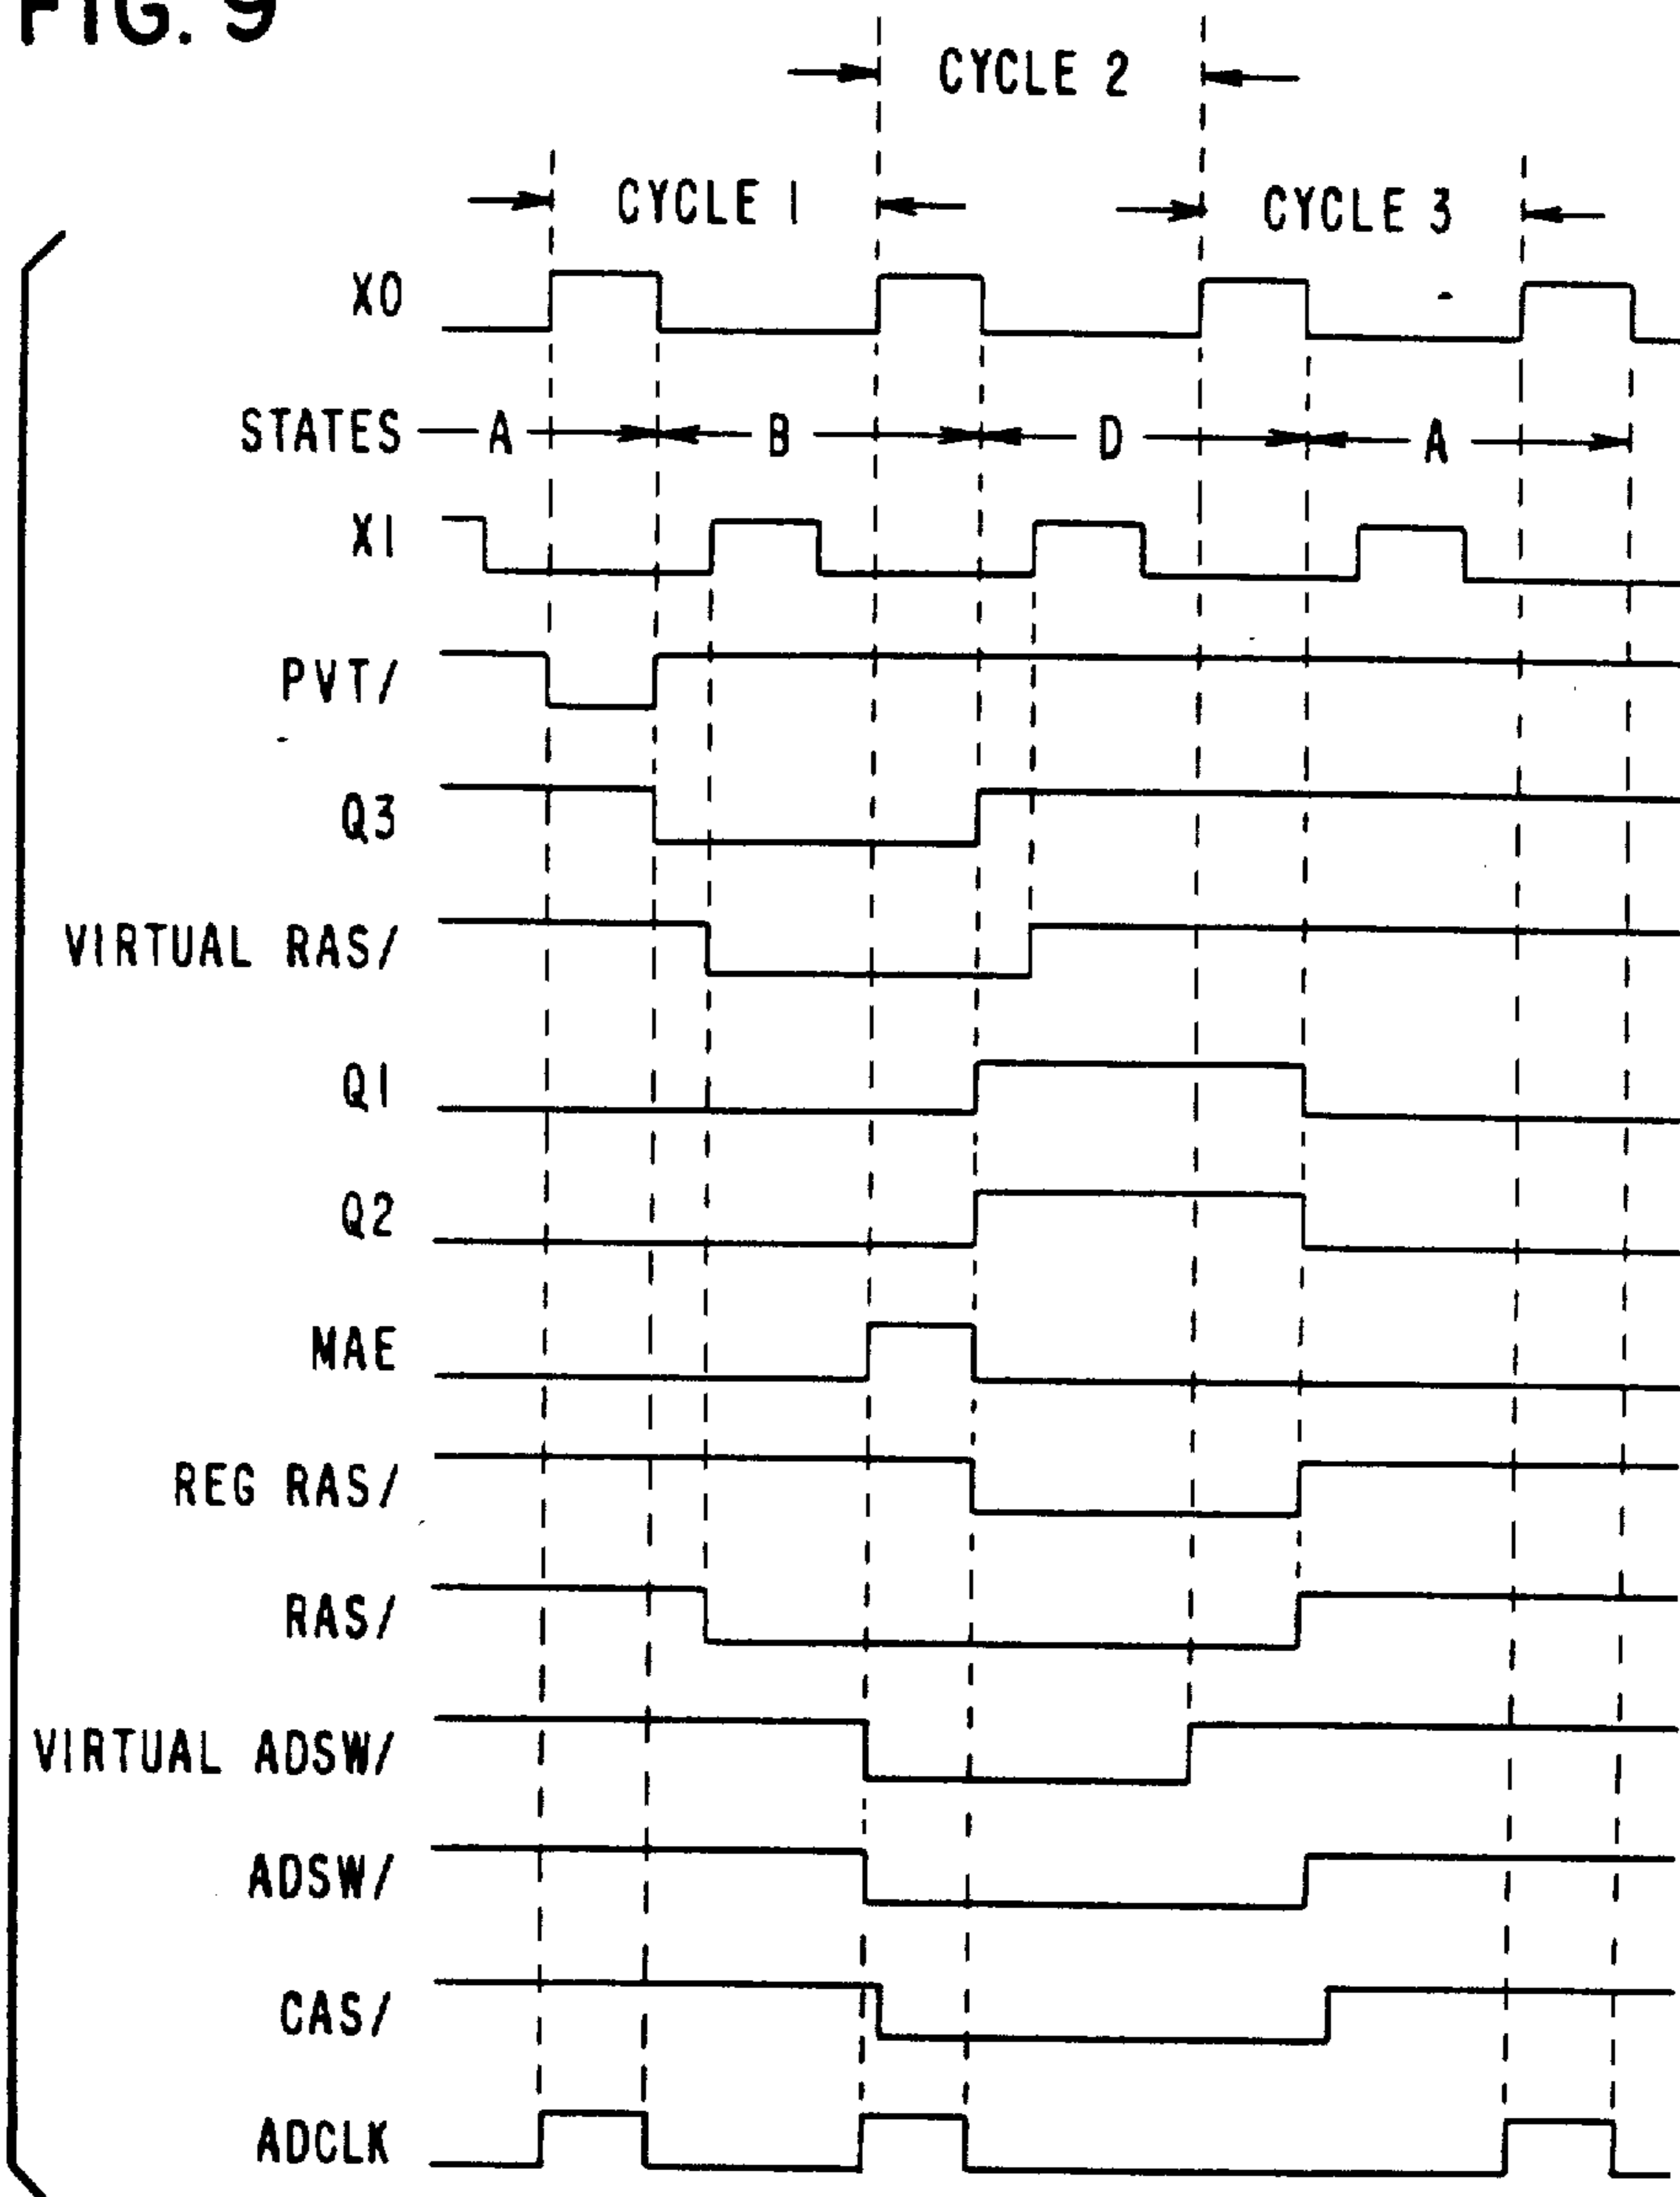 FIG. 9
CYCLE 2
CYCLE 1
CYCLE 3
X0
STATES A B D A
X1
PVT/
Q3
VIRTUAL RAS/
Q1
Q2
MAE
REG RAS/
RAS/
VIRTUAL ADSW/
ADSW/
CAS/
ADCLK